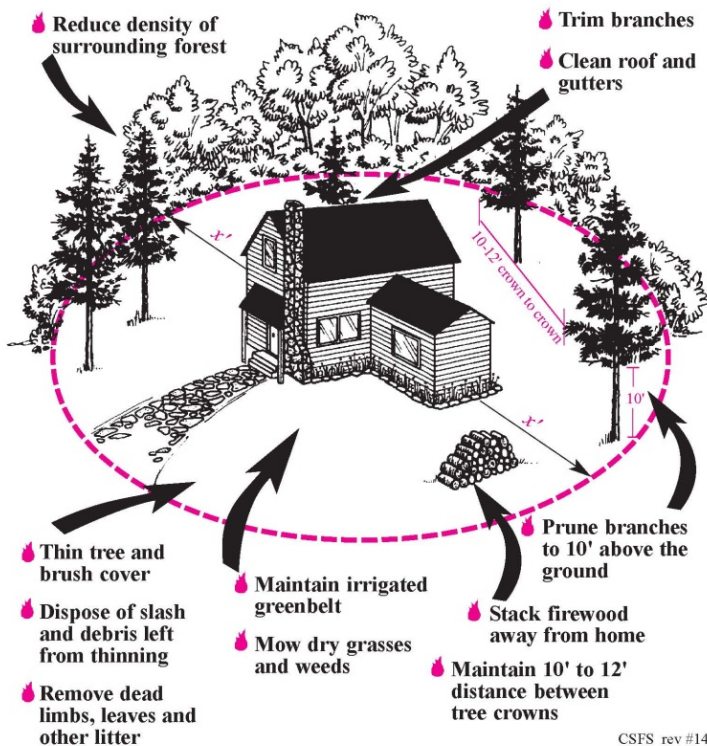 Reduce density of
surrounding forest
Trim branches
Clean roof and
gutters
x'
10-12' crown to crown
10'
x'
Thin tree and
brush cover
Dispose of slash
and debris left
from thinning
Remove dead
limbs, leaves and
other litter
Maintain irrigated
greenbelt
Mow dry grasses
and weeds
Prune branches
to 10' above the
ground
Stack firewood
away from home
Maintain 10' to 12'
distance between
tree crowns
CSFS rev #14